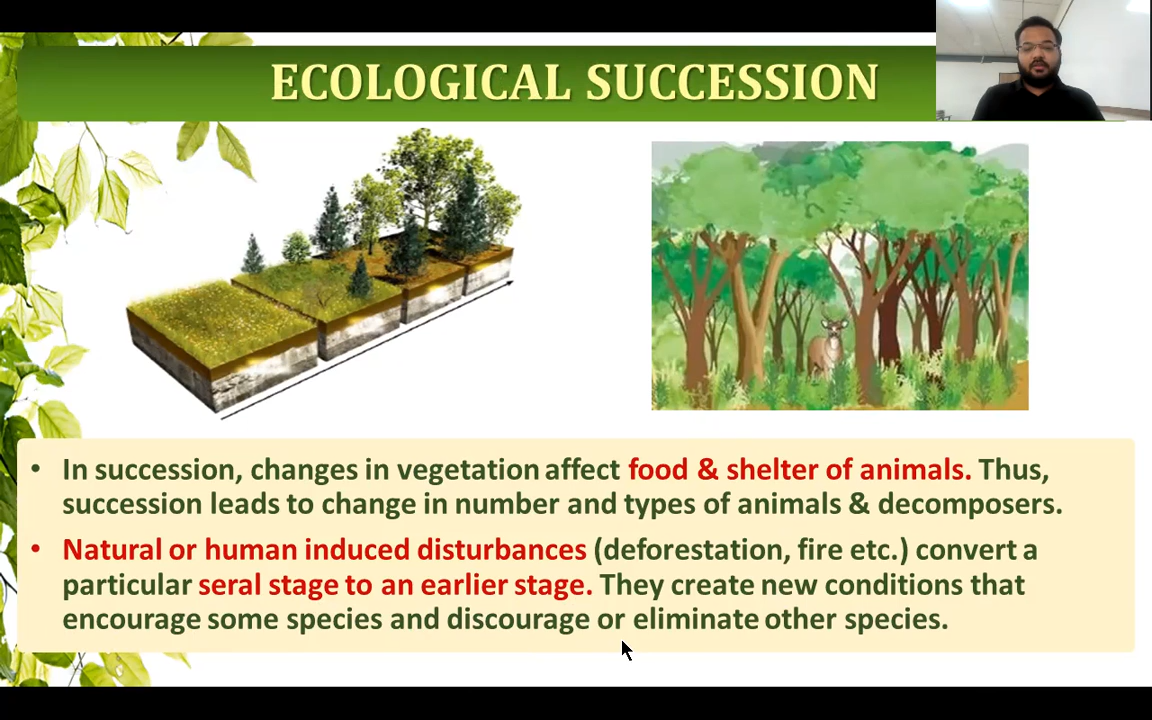 ECOLOGICAL SUCCESSION
• In succession, changes in vegetation affect food & shelter of animals. Thus,
succession leads to change in number and types of animals & decomposers.
• Natural or human induced disturbances (deforestation, fire etc.) convert a
particular seral stage to an earlier stage. They create new conditions that
encourage some species and discourage or eliminate other species.